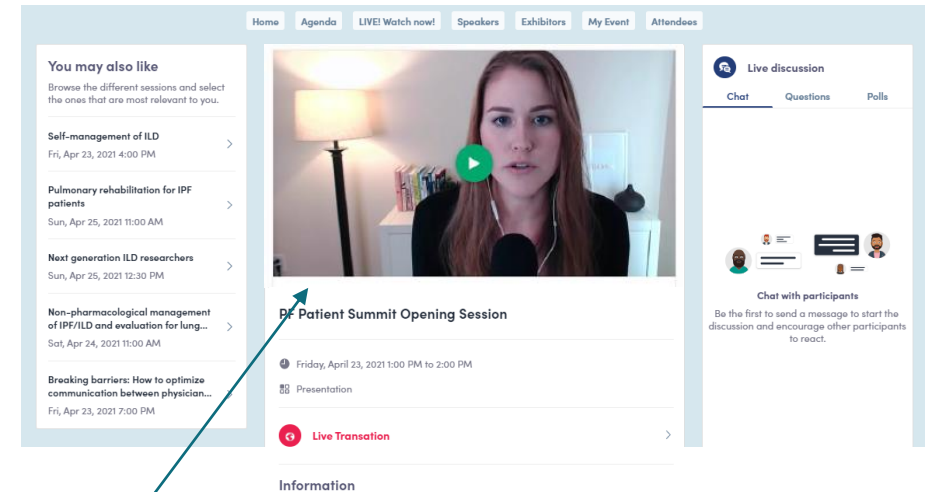 Home Agenda LIVE! Watch now! Speakers Exhibitors My Event Attendees
You may also like
Browse the different sessions and select
the ones that are most relevant to you.
Self-management of ILD
Fri, Apr 23, 2021 4:00 PM
Pulmonary rehabilitation for IPF
patients
Sun, Apr 25, 2021 11:00 AM
Next generation ILD researchers
Sun, Apr 25, 2021 12:30 PM
Non-pharmacological management
of IPF/ILD and evaluation for lung...
Sat, Apr 24, 2021 11:00 AM
Breaking barriers: How to optimize
communication between physician...
Fri, Apr 23, 2021 7:00 PM
PF Patient Summit Opening Session
Friday, April 23, 2021 1:00 PM to 2:00 PM
Presentation
Live Transation
Information
Live discussion
Chat Questions Polls
Chat with participants
Be the first to send a message to start the
discussion and encourage other participants
to react.